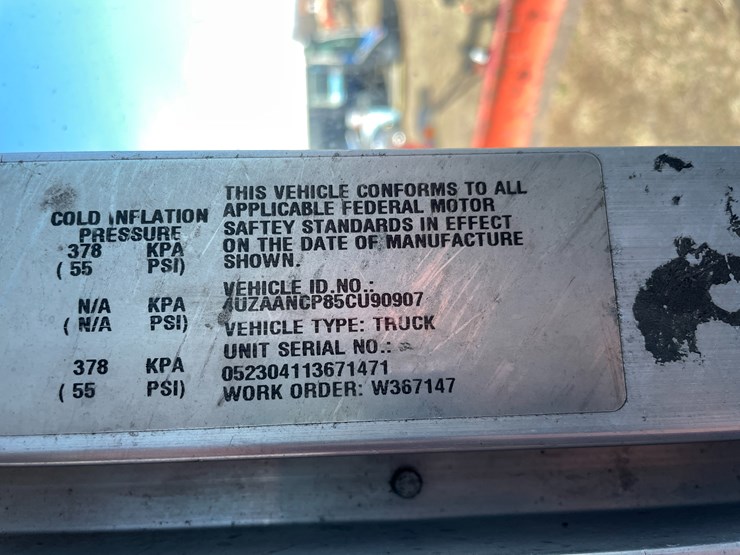 COLD INFLATION
PRESSURE
378 KPA
( 55 PSI)
N/A KPA
( N/A PSI)
378 KPA
( 55 PSI)
THIS VEHICLE CONFORMS TO ALL
APPLICABLE FEDERAL MOTOR
SAFTEY STANDARDS IN EFFECT
ON THE DATE OF MANUFACTURE
SHOWN.
VEHICLE ID.NO.:
4UZAANCP85CU90907
VEHICLE TYPE: TRUCK
UNIT SERIAL NO.:
052304113671471
WORK ORDER: W367147